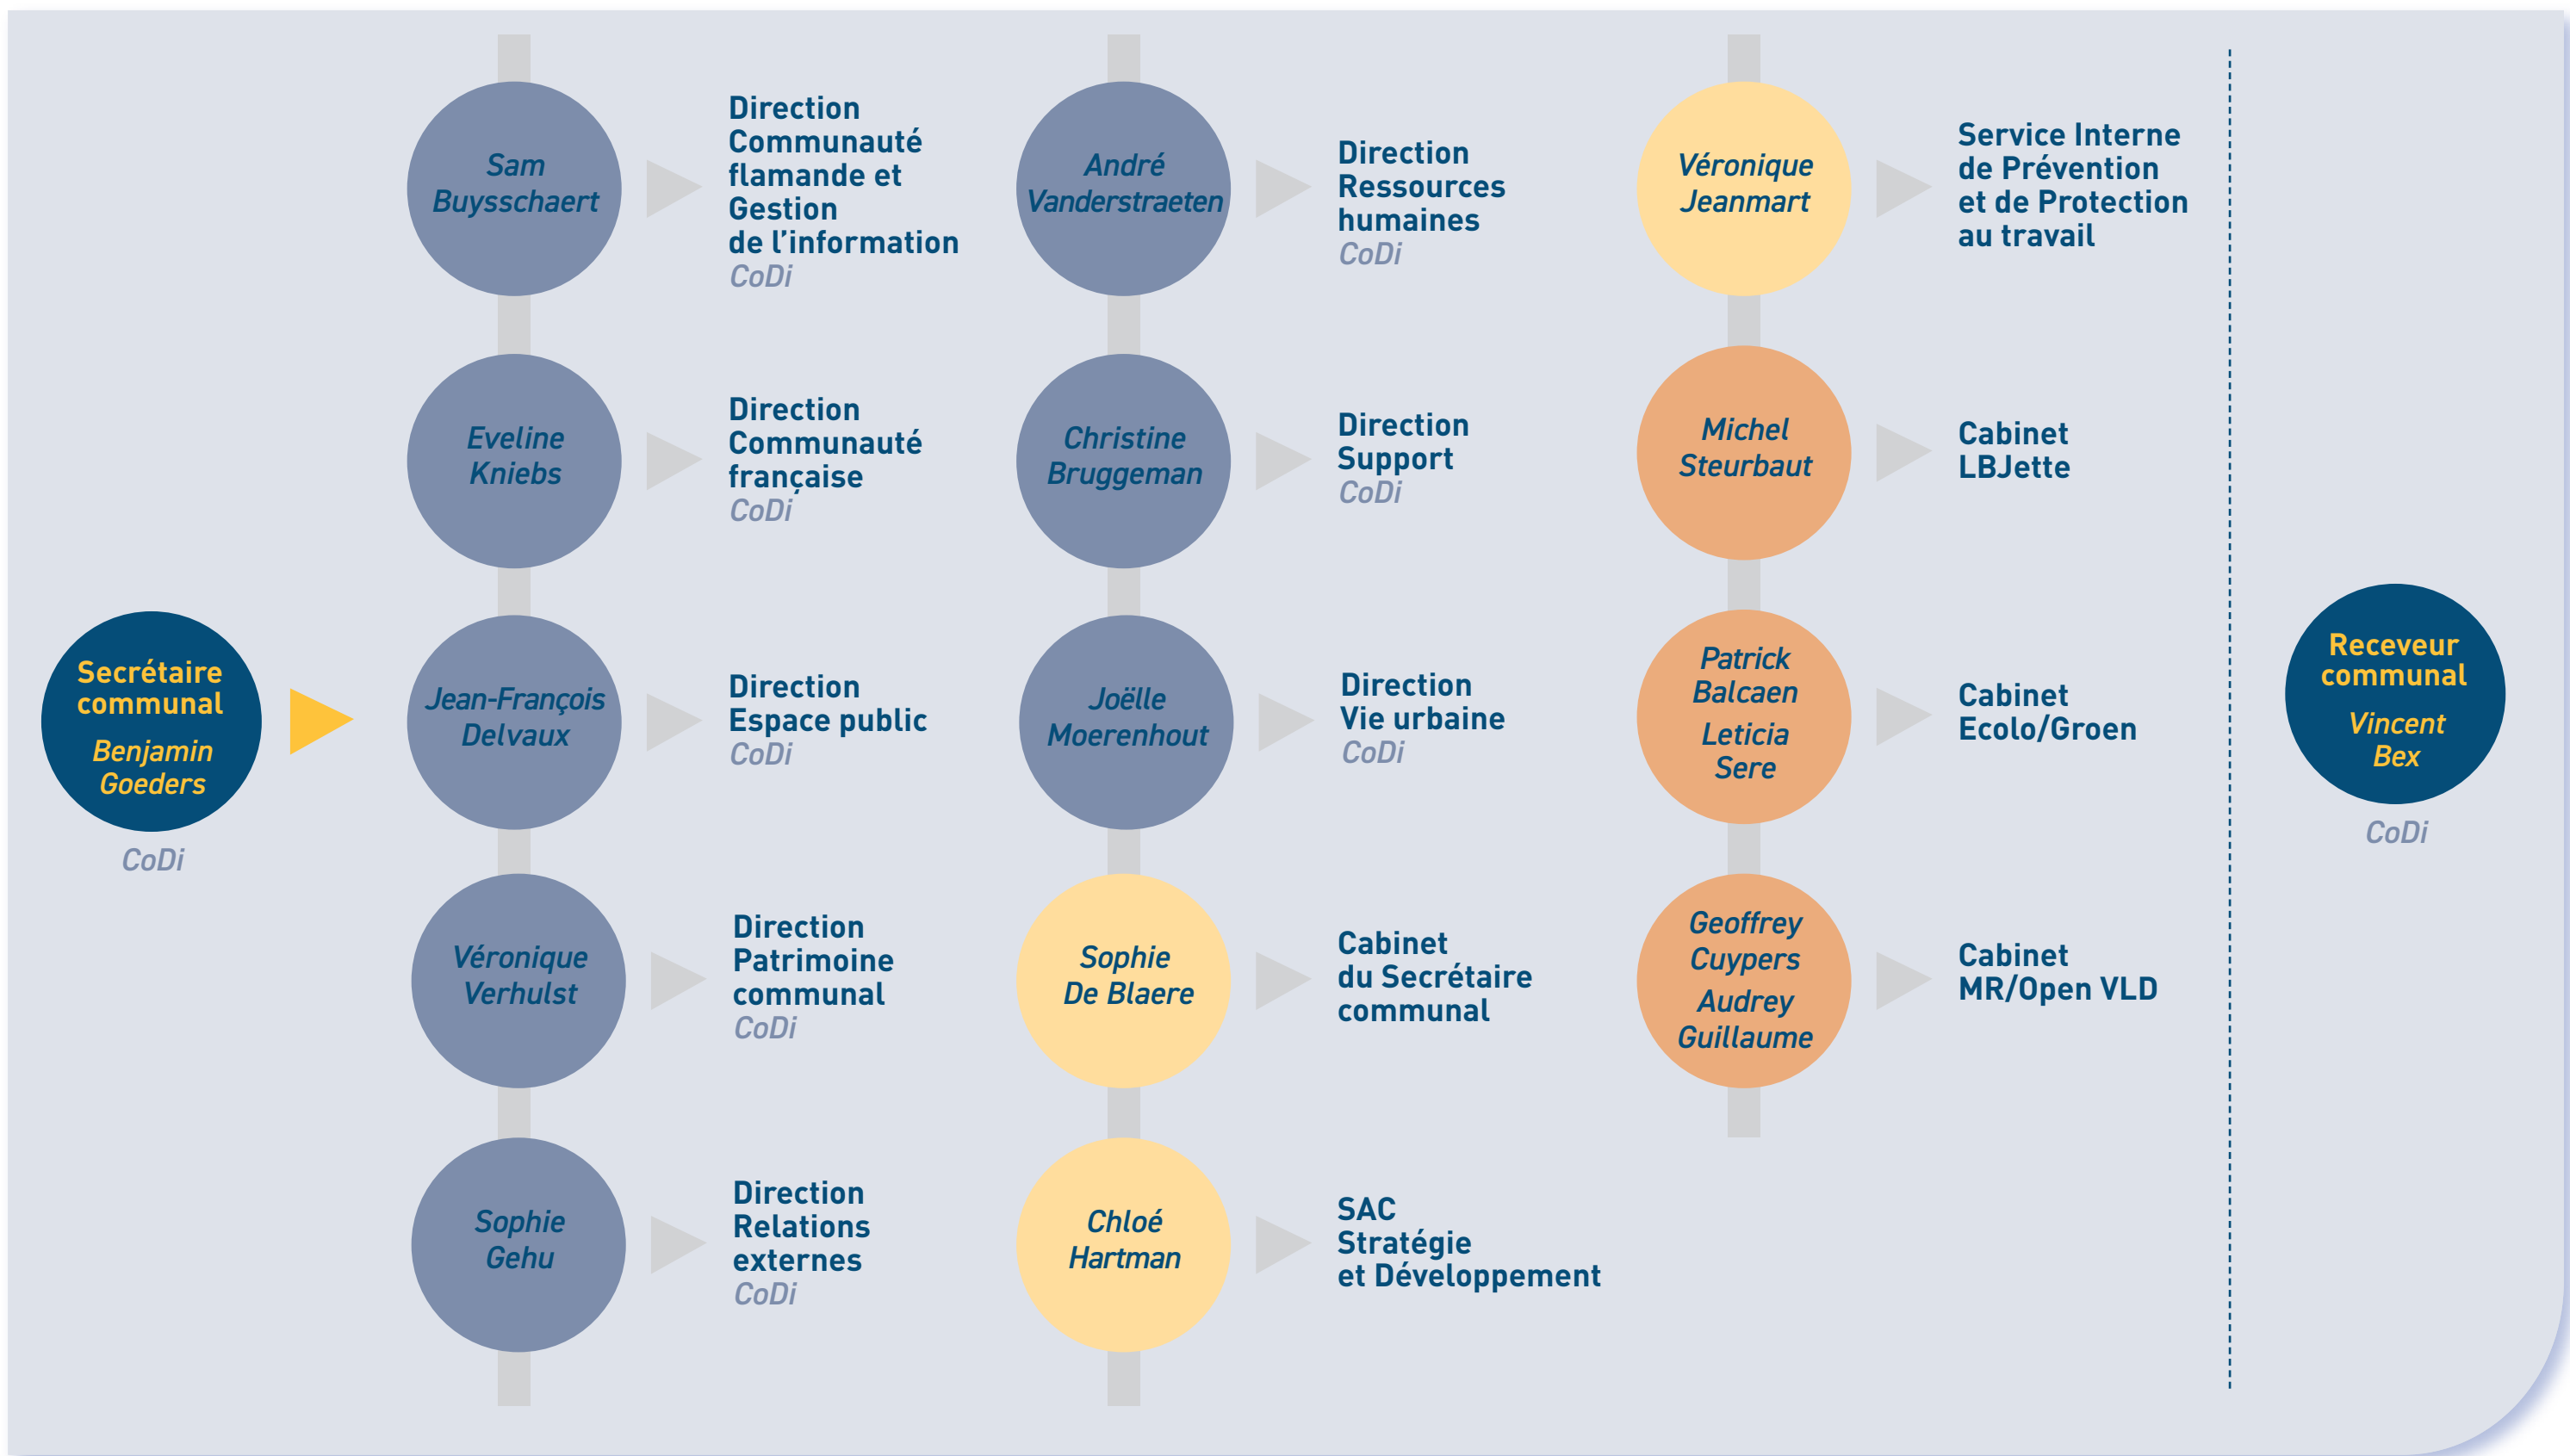 Secrétaire
communal
Benjamin
Goeders
CoDi
Sam
Buysschaert
Direction
Communauté
flamande et
Gestion
de l’information
CoDi
Eveline
Kniebs
Direction
Communauté
française
CoDi
Jean-François
Delvaux
Direction
Espace public
CoDi
Véronique
Verhulst
Direction
Patrimoine
communal
CoDi
Sophie
Gehu
Direction
Relations
externes
CoDi
André
Vanderstraeten
Direction
Ressources
humaines
CoDi
Christine
Bruggeman
Direction
Support
CoDi
Joëlle
Moerenhout
Direction
Vie urbaine
CoDi
Sophie
De Blaere
Cabinet
du Secrétaire
communal
Chloé
Hartman
SAC
Stratégie
et Développement
Véronique
Jeanmart
Service Interne
de Prévention
et de Protection
au travail
Michel
Steurbaut
Cabinet
LBJette
Patrick
Balcaen
Leticia
Sere
Cabinet
Ecolo/Groen
Geoffrey
Cuypers
Audrey
Guillaume
Cabinet
MR/Open VLD
Receveur
communal
Vincent
Bex
CoDi